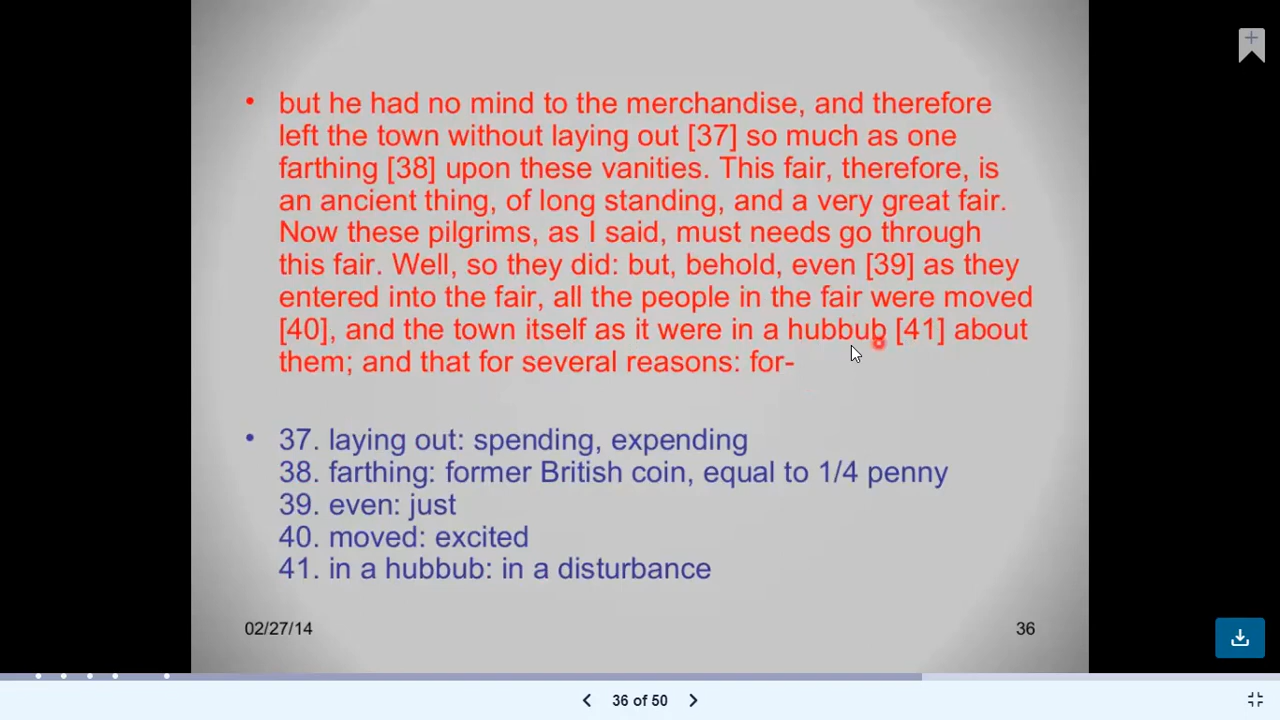 • but he had no mind to the merchandise, and therefore
left the town without laying out [37] so much as one
farthing [38] upon these vanities. This fair, therefore, is
an ancient thing, of long standing, and a very great fair.
Now these pilgrims, as I said, must needs go through
this fair. Well, so they did: but, behold, even [39] as they
entered into the fair, all the people in the fair were moved
[40], and the town itself as it were in a hubbub [41] about
them; and that for several reasons: for-
• 37. laying out: spending, expending
38. farthing: former British coin, equal to 1/4 penny
39. even: just
40. moved: excited
41. in a hubbub: in a disturbance
02/27/14 36
36 of 50